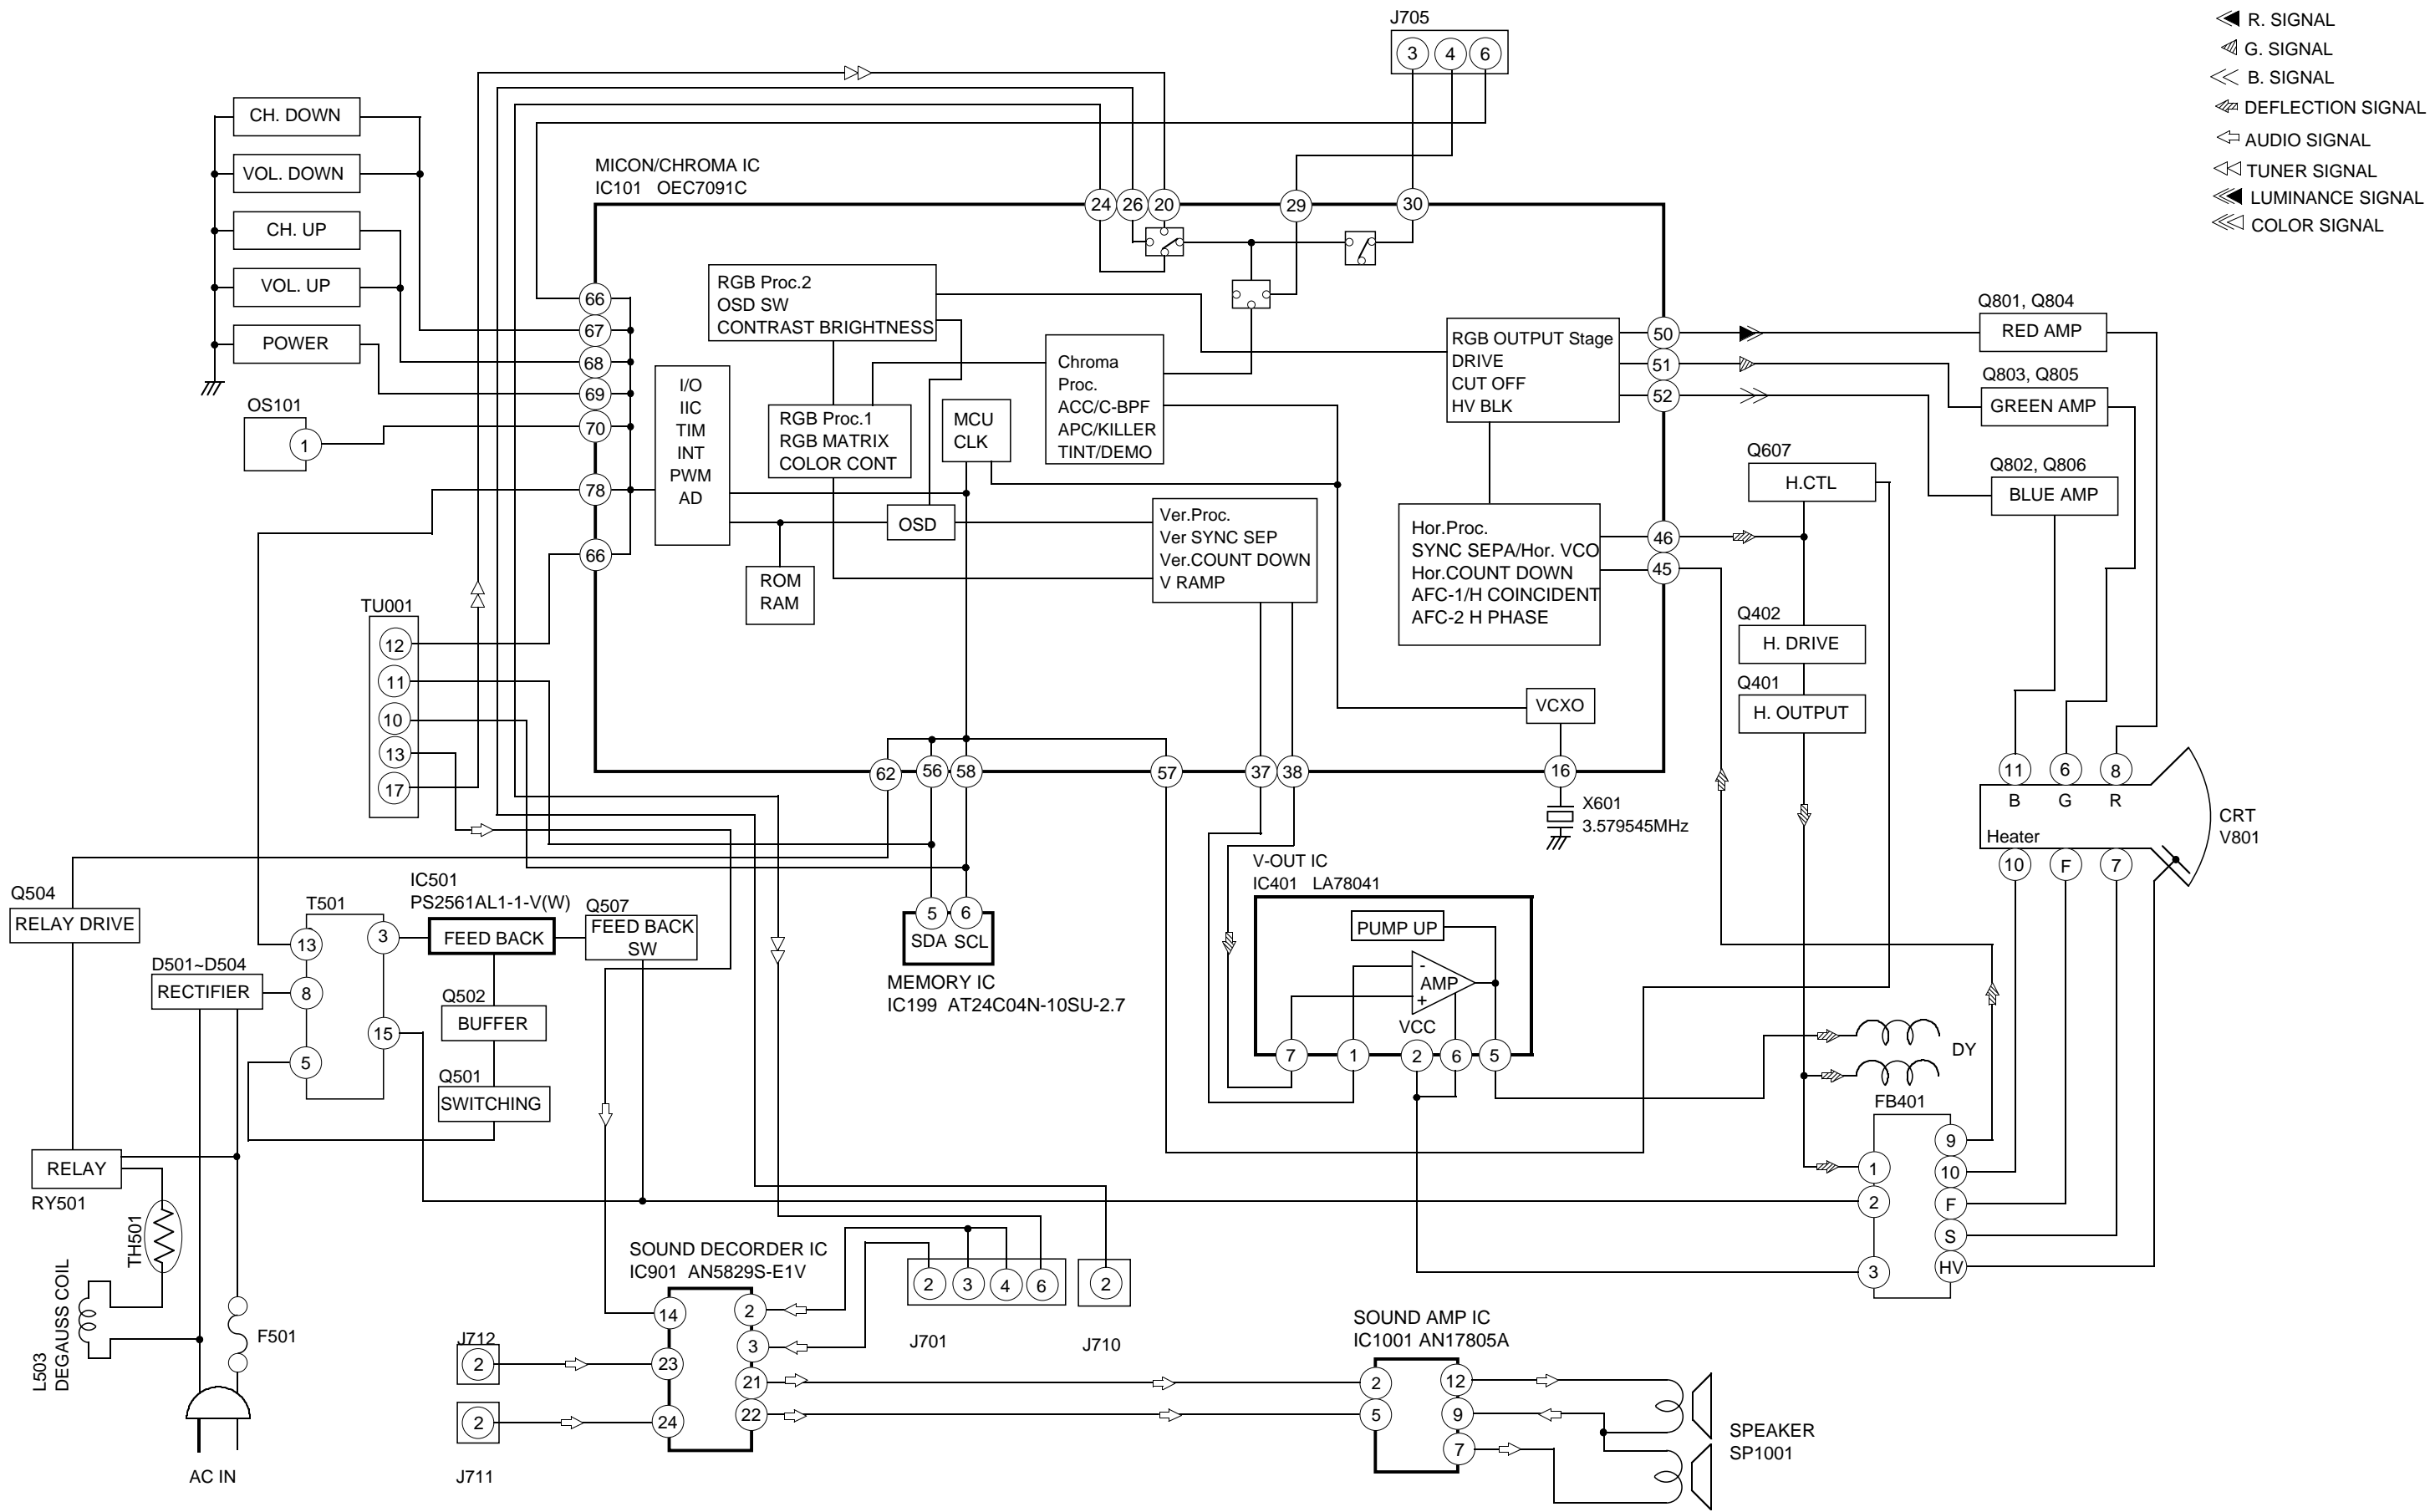 J705
3 4 6
R. SIGNAL
G. SIGNAL
B. SIGNAL
DEFLECTION SIGNAL
AUDIO SIGNAL
TUNER SIGNAL
LUMINANCE SIGNAL
COLOR SIGNAL
CH. DOWN
VOL. DOWN
CH. UP
VOL. UP
POWER
OS101
1
MICON/CHROMA IC
IC101 OEC7091C
24 26 20 29 30
66
67
68
69
70
78
66
I/O
IIC
TIM
INT
PWM
AD
RGB Proc.2
OSD SW
CONTRAST BRIGHTNESS
RGB Proc.1
RGB MATRIX
COLOR CONT
MCU
CLK
Chroma
Proc.
ACC/C-BPF
APC/KILLER
TINT/DEMO
RGB OUTPUT Stage
DRIVE
CUT OFF
HV BLK
50
51
52
OSD
ROM
RAM
Ver.Proc.
Ver SYNC SEP
Ver.COUNT DOWN
V RAMP
Hor.Proc.
SYNC SEPA/Hor. VCO
Hor.COUNT DOWN
AFC-1/H COINCIDENT
AFC-2 H PHASE
46
45
VCXO
62 56 58 57 37 38 16
X601
3.579545MHz
Q801, Q804
RED AMP
Q803, Q805
GREEN AMP
Q802, Q806
BLUE AMP
Q607
H.CTL
Q402
H. DRIVE
Q401
H. OUTPUT
11 6 8
B G R
Heater
10 F 7
CRT
V801
TU001
12
11
10
13
17
Q504
RELAY DRIVE
T501
13
8
5
3
15
IC501
PS2561AL1-1-V(W)
FEED BACK
Q507
FEED BACK
SW
D501~D504
RECTIFIER
Q502
BUFFER
Q501
SWITCHING
5 6
SDA SCL
MEMORY IC
IC199 AT24C04N-10SU-2.7
V-OUT IC
IC401 LA78041
PUMP UP
-
AMP
+
VCC
7 1 2 6 5
DY
FB401
1
2
3
9
10
F
S
HV
RELAY
RY501
TH501
L503
DEGAUSS COIL
F501
AC IN
SOUND DECORDER IC
IC901 AN5829S-E1V
14
23
24
2
3
21
22
2 3 4 6
J701
2
J710
J712
2
2
J711
SOUND AMP IC
IC1001 AN17805A
2
5
12
9
7
SPEAKER
SP1001